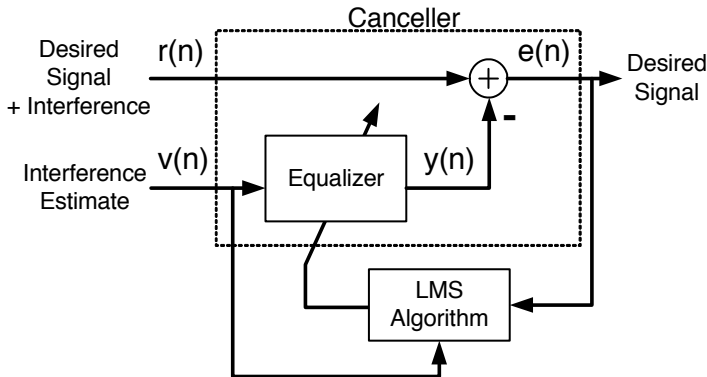 Canceller
Desired
Signal
+ Interference
r(n)
+
e(n)
Desired
Signal
-
Interference
Estimate
v(n)
Equalizer
y(n)
LMS
Algorithm